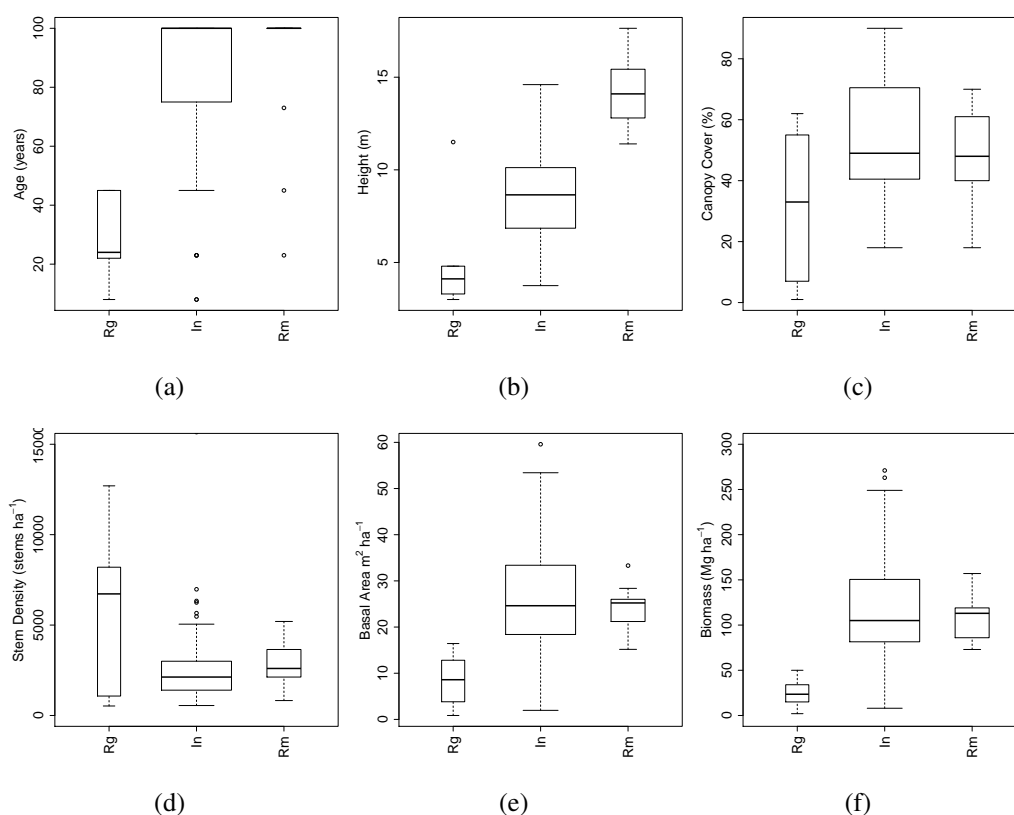 Age (years)
100
80
60
40
20
Rg In Rm
(a)
Height (m)
15
10
5
Rg In Rm
(b)
Canopy Cover (%)
80
60
40
20
0
Rg In Rm
(c)
Stem Density (stems ha⁻¹)
15000
10000
5000
0
Rg In Rm
(d)
Basal Area m² ha⁻¹
60
50
40
30
20
10
0
Rg In Rm
(e)
Biomass (Mg ha⁻¹)
300
250
200
150
100
50
0
Rg In Rm
(f)